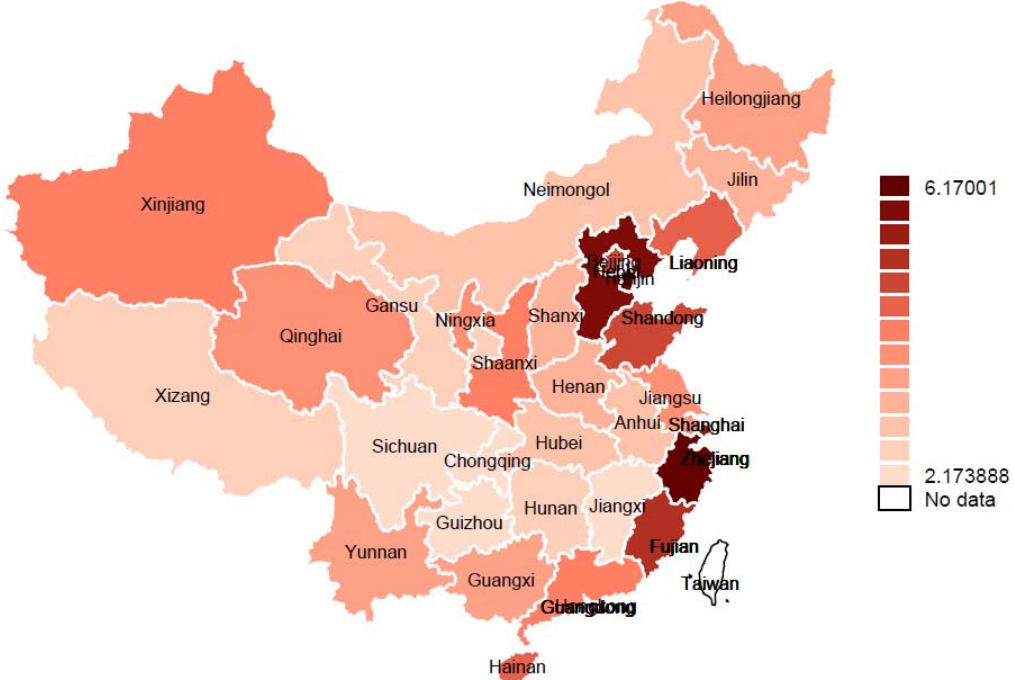 Heilongjiang
Jilin
Neimongol
6.17001
Xinjiang
Beijing
Liaoning
Gansu
Ningxia
Shanxi
Shandong
Qinghai
Shaanxi
Henan
Jiangsu
Xizang
Anhui
Shanghai
Sichuan
Hubei
Chongqing
Zhejiang
2.173888
No data
Guizhou
Hunan
Jiangxi
Yunnan
Fujian
Guangxi
Taiwan
Hainan